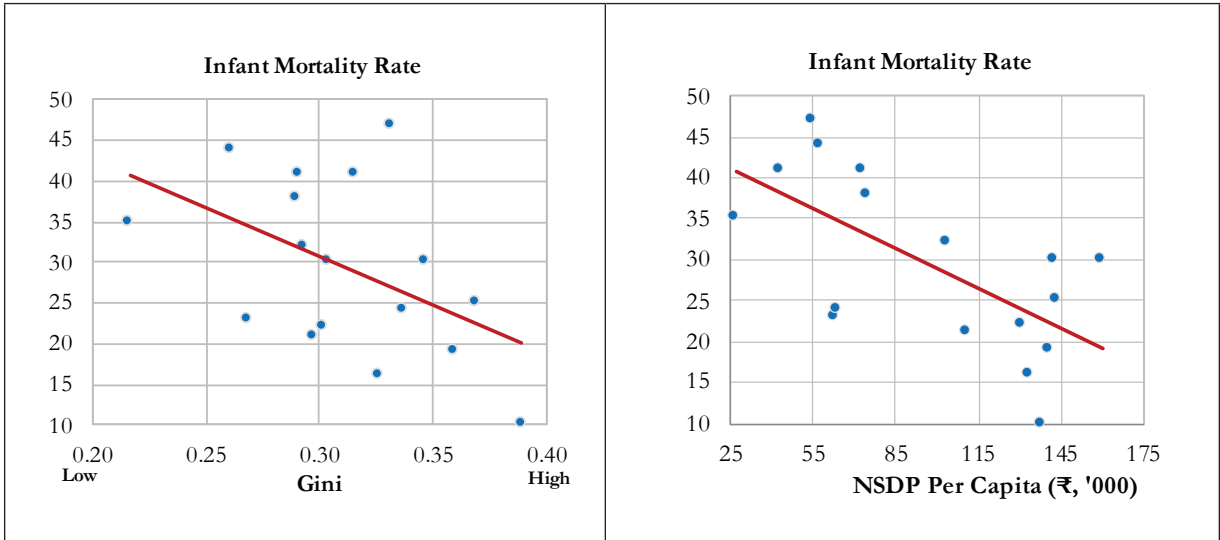 Infant Mortality Rate
50
45
40
35
30
25
20
15
10
0.20 0.25 0.30 0.35 0.40
Low High
Gini
Infant Mortality Rate
50
45
40
35
30
25
20
15
10
25 55 85 115 145 175
NSDP Per Capita (₹, '000)